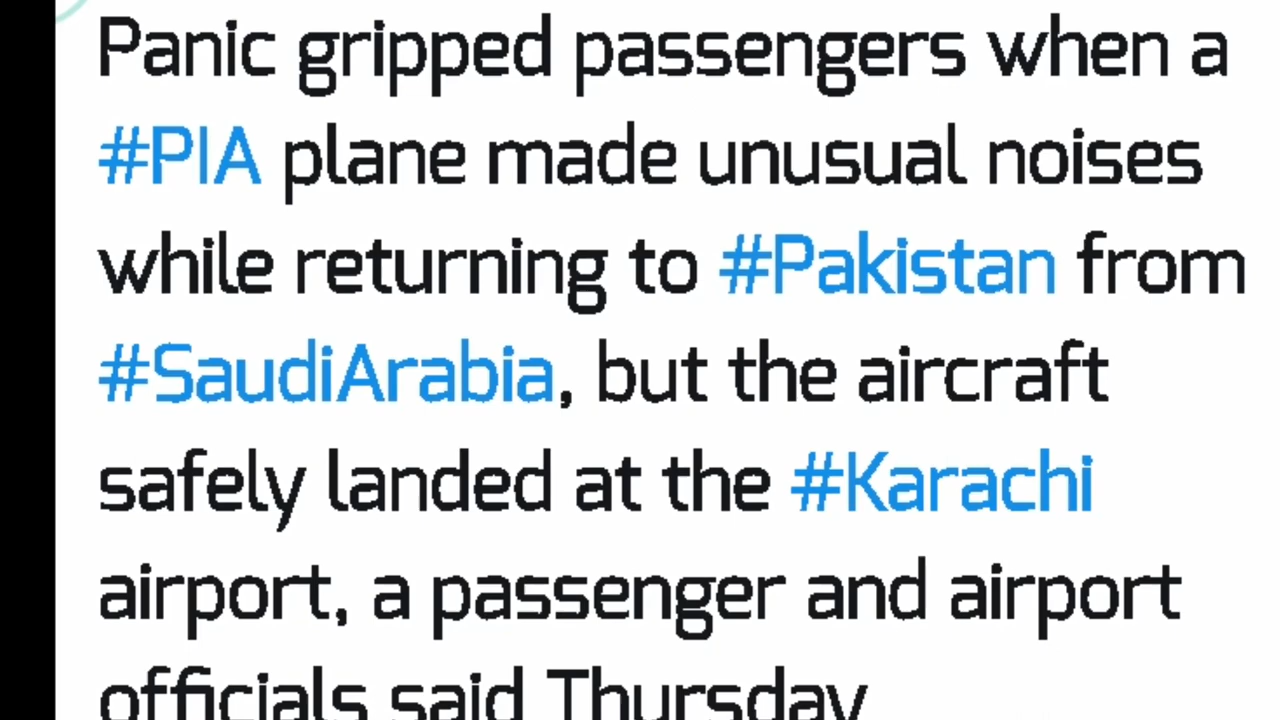 Panic gripped passengers when a
#PIA plane made unusual noises
while returning to #Pakistan from
#SaudiArabia, but the aircraft
safely landed at the #Karachi
airport, a passenger and airport
officials said Thursday